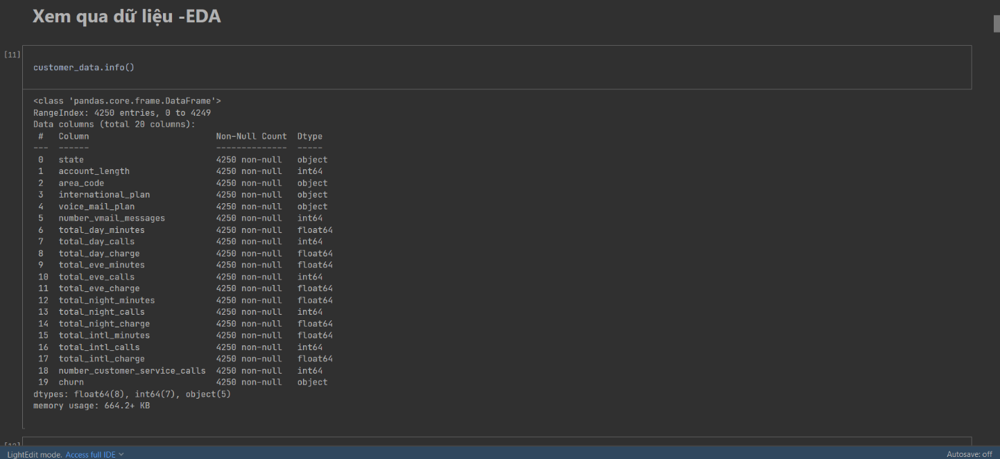 Xem qua dữ liệu -EDA
[11]
customer_data.info()
<class 'pandas.core.frame.DataFrame'>
RangeIndex: 4250 entries, 0 to 4249
Data columns (total 20 columns):
 #   Column                         Non-Null Count  Dtype
---  ------                         --------------  -----
 0   state                          4250 non-null   object
 1   account_length                 4250 non-null   int64
 2   area_code                      4250 non-null   object
 3   international_plan             4250 non-null   object
 4   voice_mail_plan                4250 non-null   object
 5   number_vmail_messages          4250 non-null   int64
 6   total_day_minutes              4250 non-null   float64
 7   total_day_calls                4250 non-null   int64
 8   total_day_charge               4250 non-null   float64
 9   total_eve_minutes              4250 non-null   float64
 10  total_eve_calls                4250 non-null   int64
 11  total_eve_charge               4250 non-null   float64
 12  total_night_minutes            4250 non-null   float64
 13  total_night_calls              4250 non-null   int64
 14  total_night_charge             4250 non-null   float64
 15  total_intl_minutes             4250 non-null   float64
 16  total_intl_calls               4250 non-null   int64
 17  total_intl_charge              4250 non-null   float64
 18  number_customer_service_calls  4250 non-null   int64
 19  churn                          4250 non-null   object
dtypes: float64(8), int64(7), object(5)
memory usage: 664.2+ KB
LightEdit mode. Access full IDE
Autosave: off